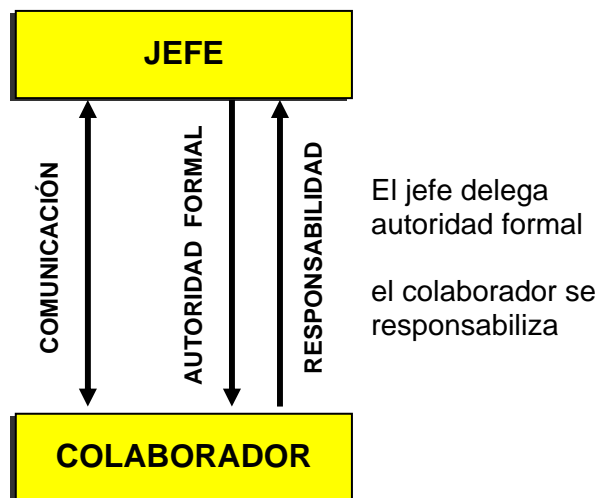 JEFE
COMUNICACIÓN
AUTORIDAD FORMAL
RESPONSABILIDAD
El jefe delega
autoridad formal
el colaborador se
responsabiliza
COLABORADOR